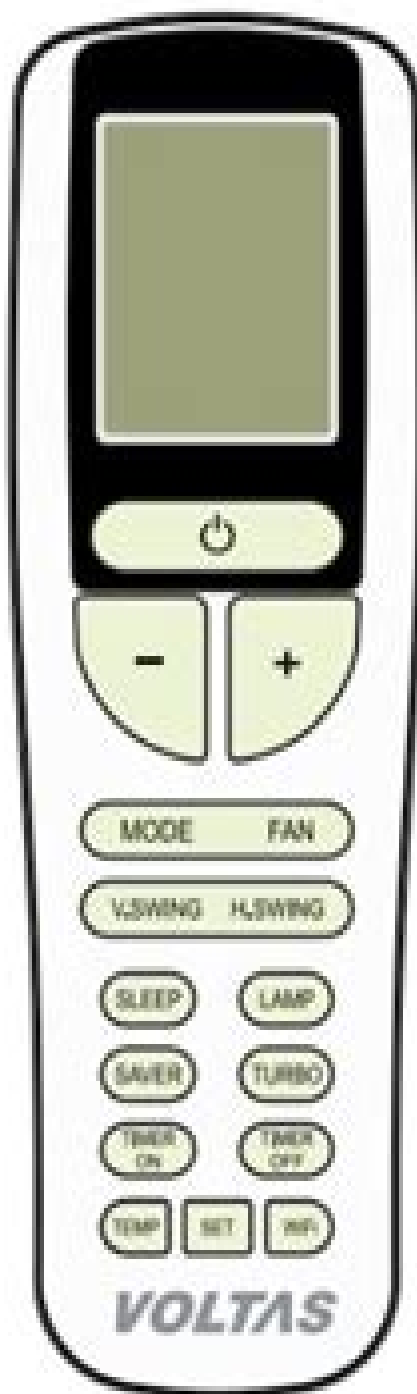 - +
MODE FAN
V.SWING H.SWING
SLEEP LAMP
SAVER TURBO
TIMER ON TIMER OFF
TEMP SET WiFi
VOLTAS